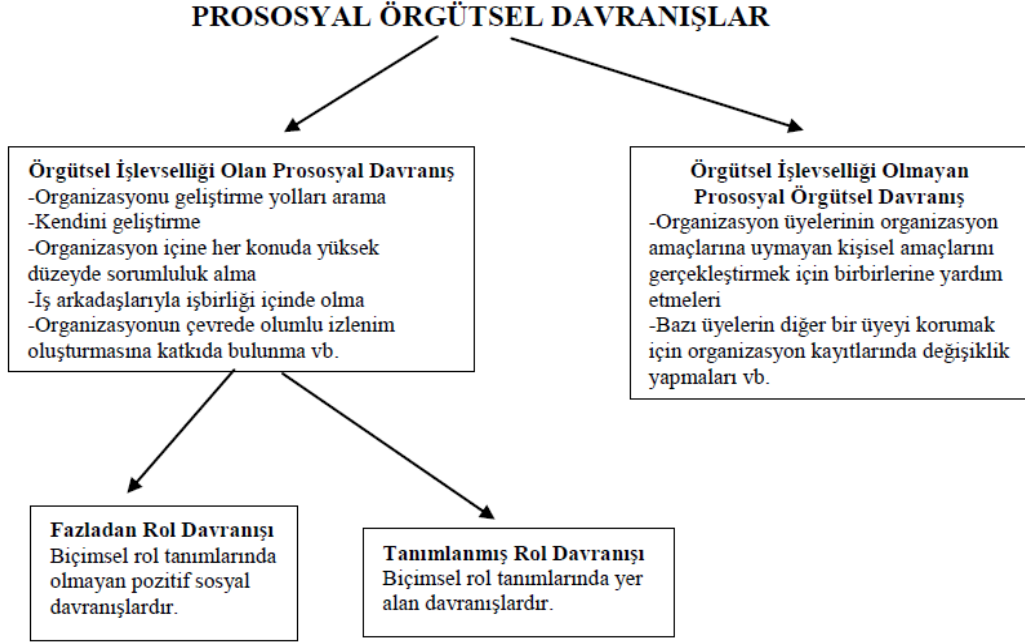 PROSOSYAL ÖRGÜTSEL DAVRANIŞLAR
Örgütsel İşlevselliği Olan Prososyal Davranış
-Organizasyonu geliştirme yolları arama
-Kendini geliştirme
-Organizasyon içine her konuda yüksek
düzeyde sorumluluk alma
-İş arkadaşlarıyla işbirliği içinde olma
-Organizasyonun çevrede olumlu izlenim
oluşturmasına katkıda bulunma vb.
Örgütsel İşlevselliği Olmayan
Prososyal Örgütsel Davranış
-Organizasyon üyelerinin organizasyon
amaçlarına uymayan kişisel amaçlarını
gerçekleştirmek için birbirlerine yardım
etmeleri
-Bazı üyelerin diğer bir üyeyi korumak
için organizasyon kayıtlarında değişiklik
yapmaları vb.
Fazladan Rol Davranışı
Biçimsel rol tanımlarında
olmayan pozitif sosyal
davranışlardır.
Tanımlanmış Rol Davranışı
Biçimsel rol tanımlarında yer
alan davranışlardır.